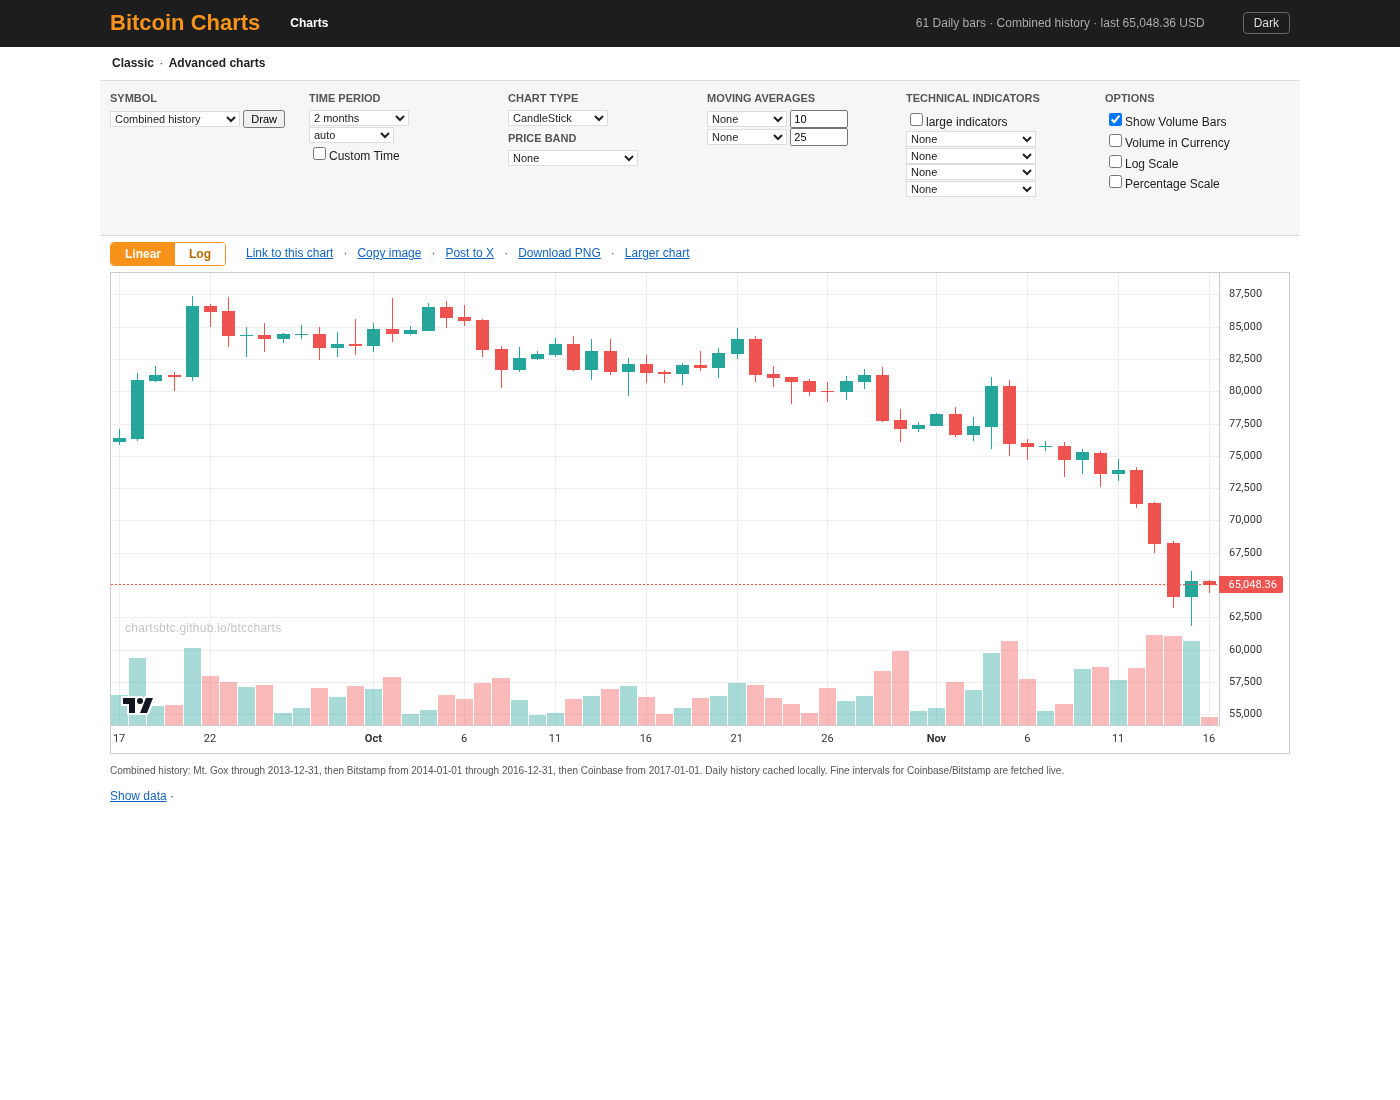 Bitcoin Charts Charts 61 Daily bars · Combined history · last 65,048.36 USD Dark
Classic · Advanced charts
SYMBOL TIME PERIOD CHART TYPE MOVING AVERAGES TECHNICAL INDICATORS OPTIONS
Combined history Draw 2 months CandleStick None 10 large indicators Show Volume Bars
auto PRICE BAND None 25 None Volume in Currency
Custom Time None None Log Scale
None Percentage Scale
None
Linear Log Link to this chart · Copy image · Post to X · Download PNG · Larger chart
87,500
85,000
82,500
80,000
77,500
75,000
72,500
70,000
67,500
65,048.36
62,500
chartsbtc.github.io/btccharts
60,000
57,500
55,000
17 22 Oct 6 11 16 21 26 Nov 6 11 16
Combined history: Mt. Gox through 2013-12-31, then Bitstamp from 2014-01-01 through 2016-12-31, then Coinbase from 2017-01-01. Daily history cached locally. Fine intervals for Coinbase/Bitstamp are fetched live.
Show data ·